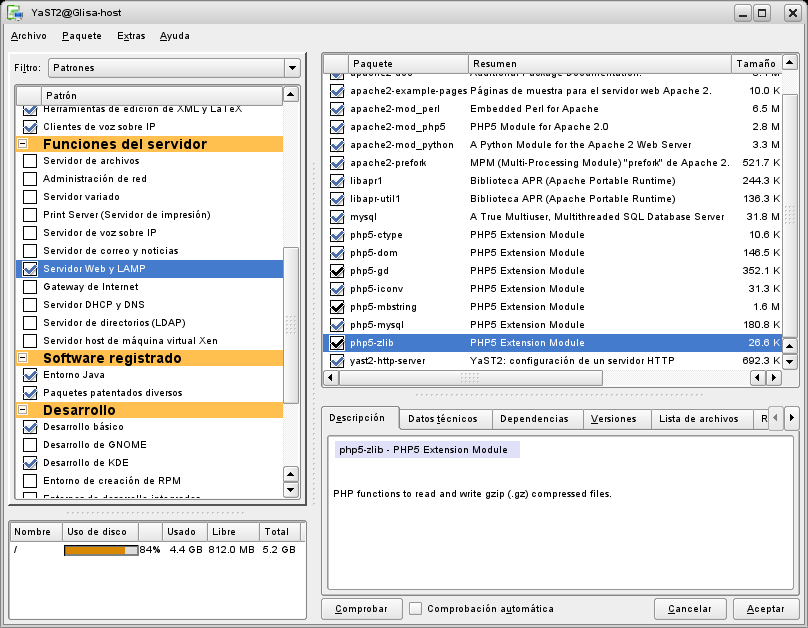 YaST2@Glisa-host
Archivo Paquete Extras Ayuda
Filtro: Patrones
Patrón
Herramientas de edición de XML y LaTeX
Clientes de voz sobre IP
Funciones del servidor
Servidor de archivos
Administración de red
Servidor variado
Print Server (Servidor de impresión)
Servidor de voz sobre IP
Servidor de correo y noticias
Servidor Web y LAMP
Gateway de Internet
Servidor DHCP y DNS
Servidor de directorios (LDAP)
Servidor host de máquina virtual Xen
Software registrado
Entorno Java
Paquetes patentados diversos
Desarrollo
Desarrollo básico
Desarrollo de GNOME
Desarrollo de KDE
Entorno de creación de RPM
Entornos de desarrollo integrados
Nombre Uso de disco Usado Libre Total
/ 84% 4.4 GB 812.0 MB 5.2 GB
Paquete Resumen Tamaño
apache2-doc Additional Package Documentation.
apache2-example-pages Páginas de muestra para el servidor web Apache 2. 10.0 K
apache2-mod_perl Embedded Perl for Apache 6.5 M
apache2-mod_php5 PHP5 Module for Apache 2.0 2.8 M
apache2-mod_python A Python Module for the Apache 2 Web Server 3.3 M
apache2-prefork MPM (Multi-Processing Module) "prefork" de Apache 2. 521.7 K
libapr1 Biblioteca APR (Apache Portable Runtime) 244.3 K
libapr-util1 Biblioteca APR (Apache Portable Runtime) 136.3 K
mysql A True Multiuser, Multithreaded SQL Database Server 31.8 M
php5-ctype PHP5 Extension Module 10.6 K
php5-dom PHP5 Extension Module 146.5 K
php5-gd PHP5 Extension Module 352.1 K
php5-iconv PHP5 Extension Module 31.3 K
php5-mbstring PHP5 Extension Module 1.6 M
php5-mysql PHP5 Extension Module 180.8 K
php5-zlib PHP5 Extension Module 26.6 K
yast2-http-server YaST2: configuración de un servidor HTTP 692.3 K
Descripción Datos técnicos Dependencias Versiones Lista de archivos R
php5-zlib - PHP5 Extension Module
PHP functions to read and write gzip (.gz) compressed files.
Comprobar Comprobación automática Cancelar Aceptar